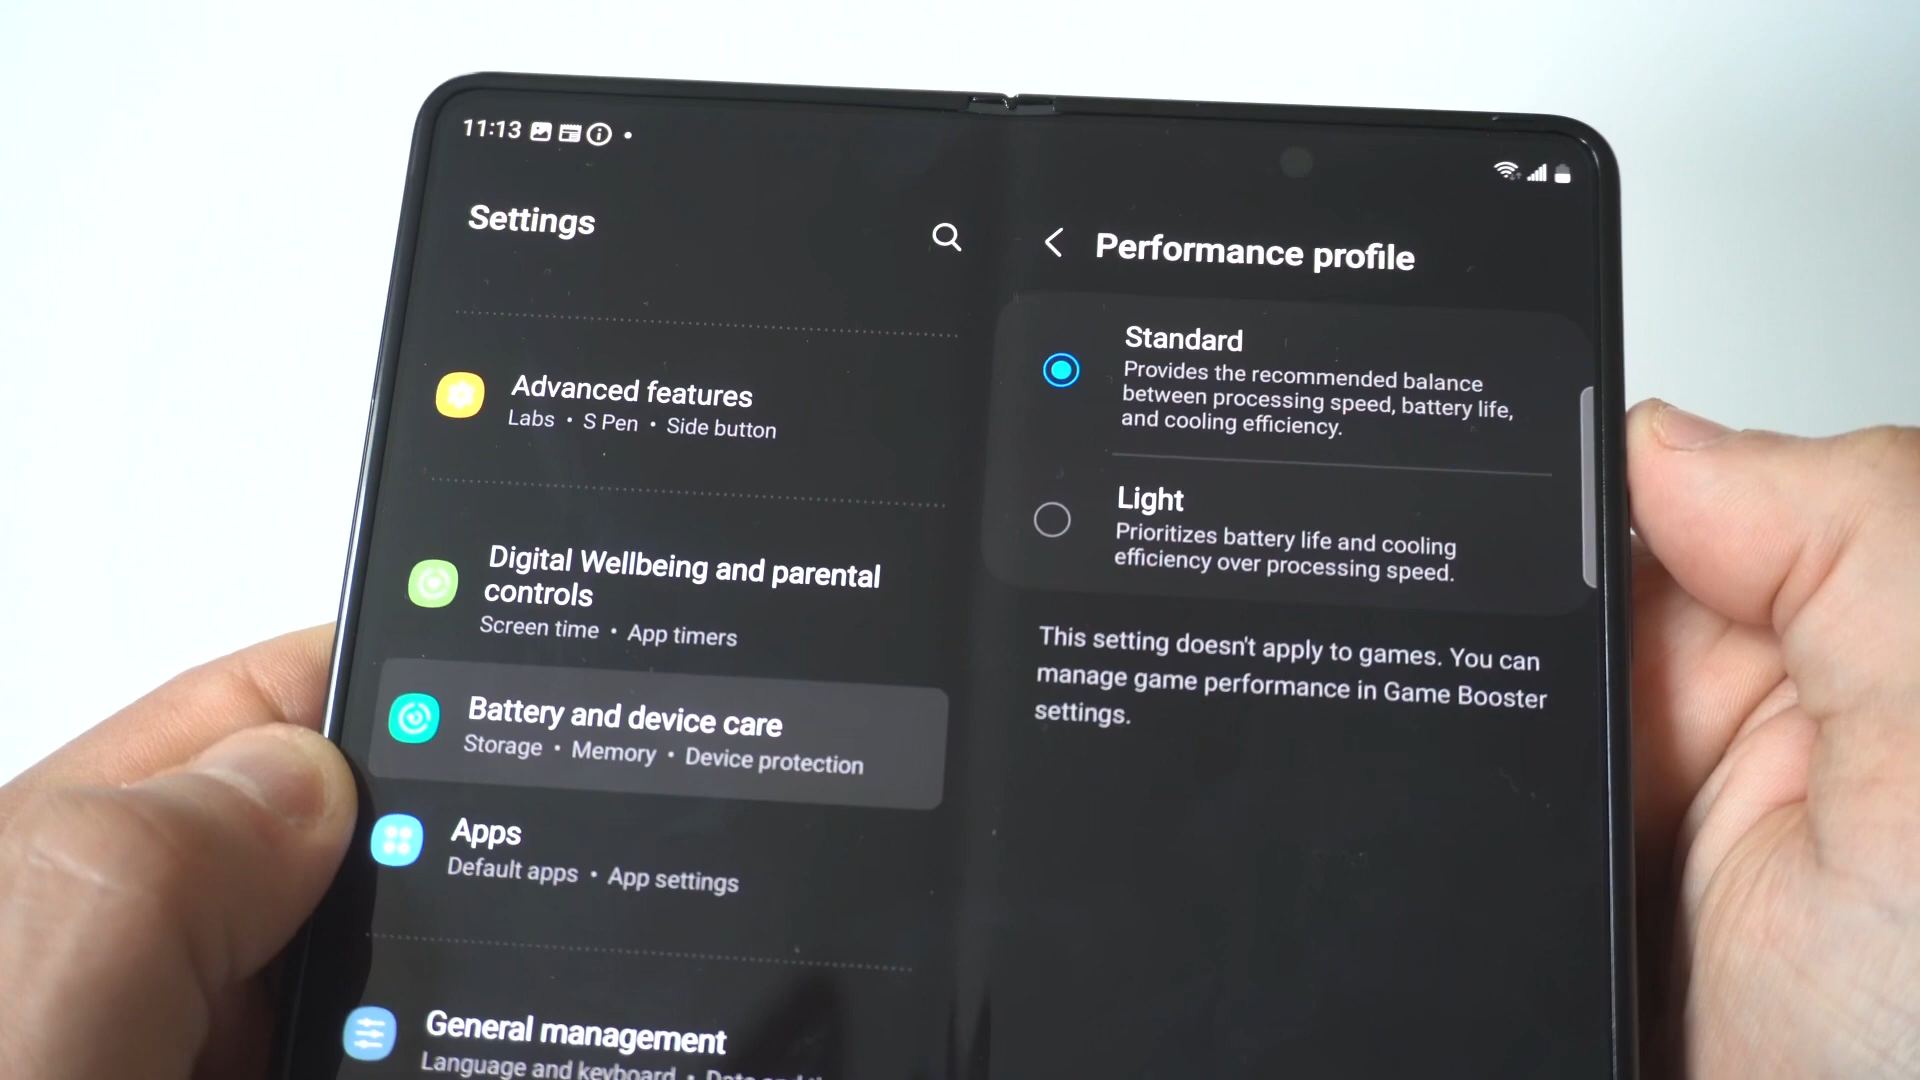 11:13
Settings
Advanced features
Labs • S Pen • Side button
Digital Wellbeing and parental
controls
Screen time • App timers
Battery and device care
Storage • Memory • Device protection
Apps
Default apps • App settings
General management
Language and keyboard •
Performance profile
Standard
Provides the recommended balance
between processing speed, battery life,
and cooling efficiency.
Light
Prioritizes battery life and cooling
efficiency over processing speed.
This setting doesn't apply to games. You can
manage game performance in Game Booster
settings.